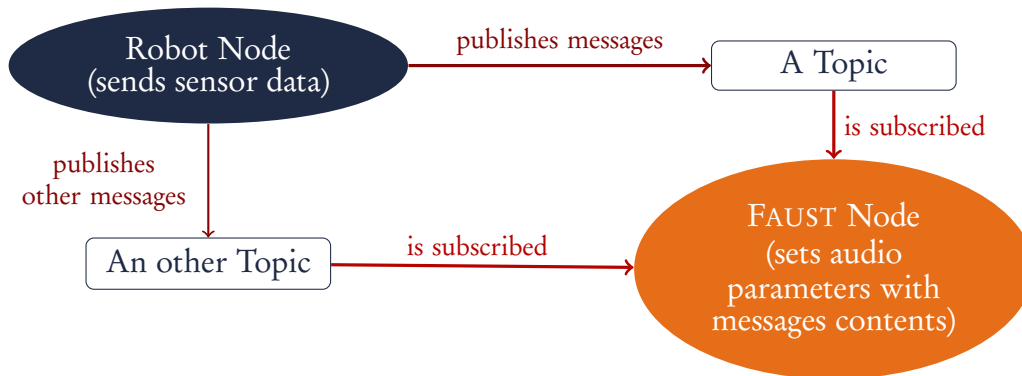 Robot Node
(sends sensor data)
publishes messages
A Topic
is subscribed
publishes
other messages
An other Topic
is subscribed
FAUST Node
(sets audio
parameters with
messages contents)